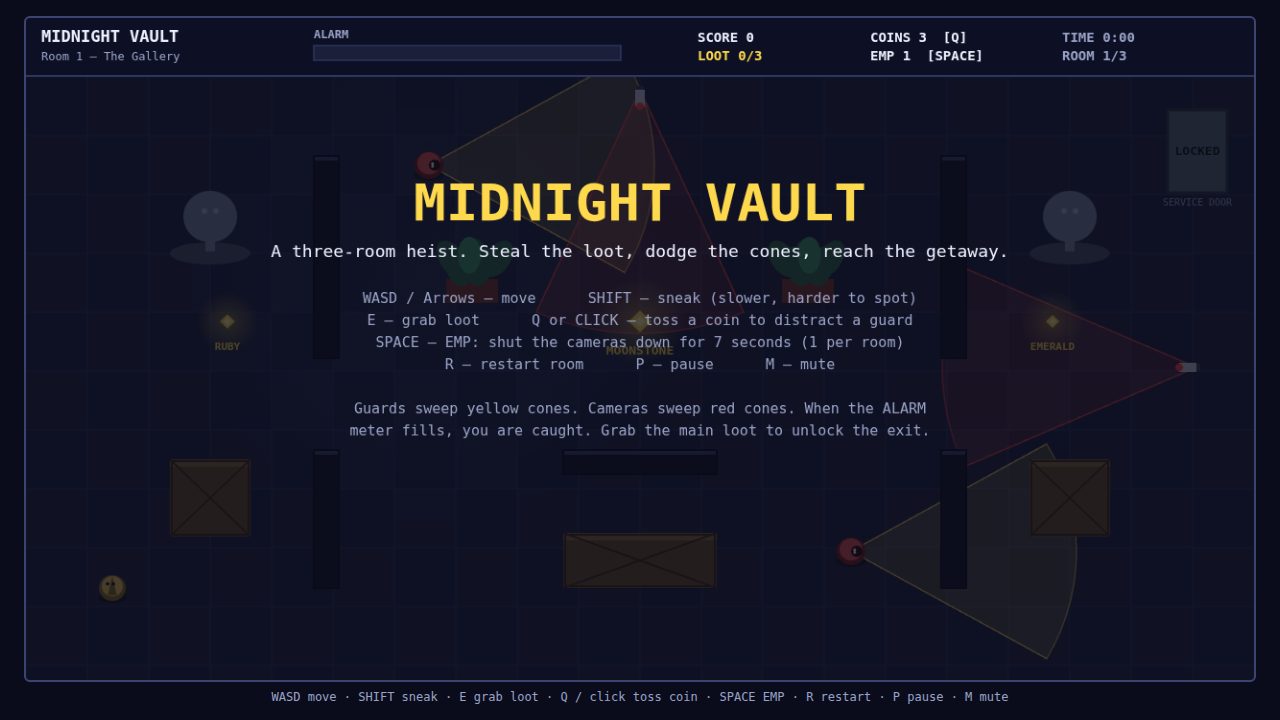 MIDNIGHT VAULT
Room 1 — The Gallery
ALARM
SCORE 0
LOOT 0/3
COINS 3 [Q]
EMP 1 [SPACE]
TIME 0:00
ROOM 1/3
LOCKED
SERVICE DOOR
MIDNIGHT VAULT
A three-room heist. Steal the loot, dodge the cones, reach the getaway.
WASD / Arrows — move SHIFT — sneak (slower, harder to spot)
E — grab loot Q or CLICK — toss a coin to distract a guard
SPACE — EMP: shut the cameras down for 7 seconds (1 per room)
R — restart room P — pause M — mute
RUBY
MOONSTONE
EMERALD
Guards sweep yellow cones. Cameras sweep red cones. When the ALARM
meter fills, you are caught. Grab the main loot to unlock the exit.
WASD move · SHIFT sneak · E grab loot · Q / click toss coin · SPACE EMP · R restart · P pause · M mute